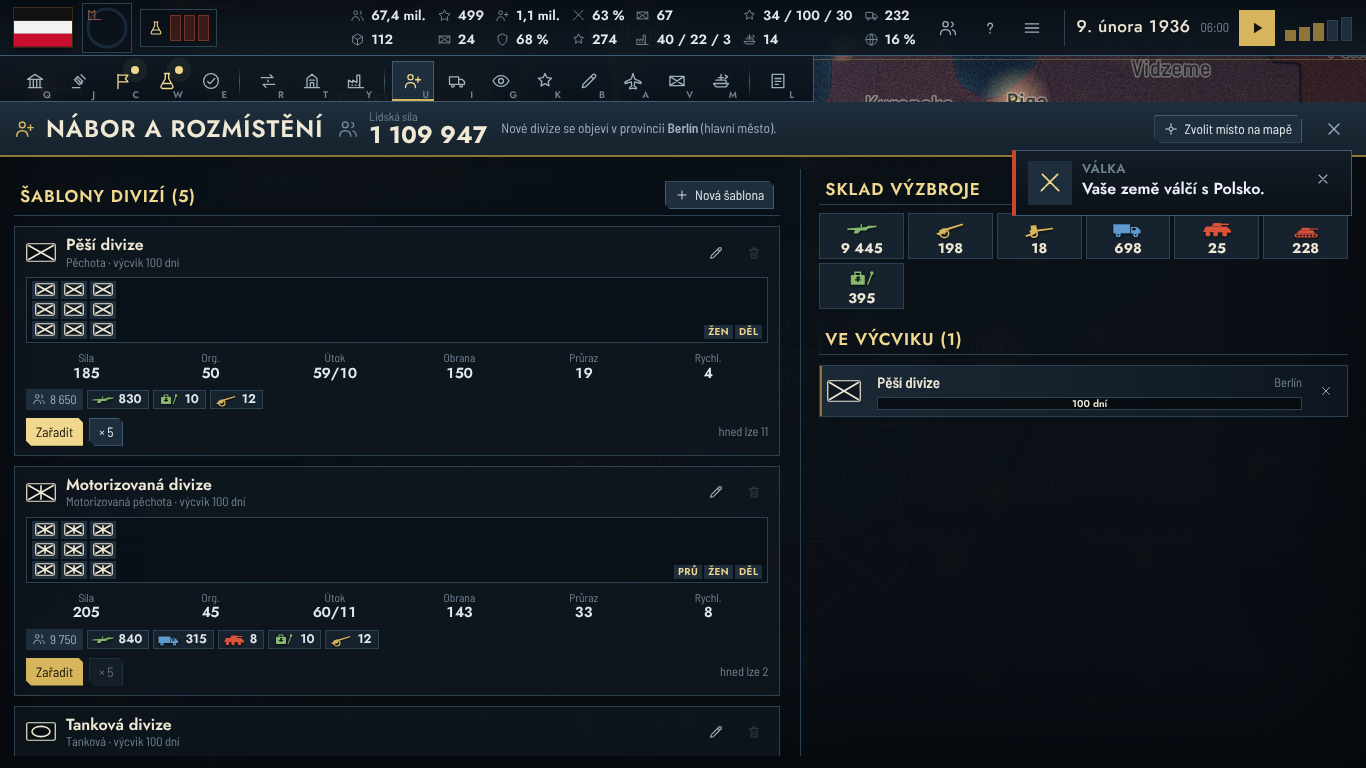 67,4 mil. 499 1,1 mil. 63 % 67 34 / 100 / 30 232
112 24 68 % 274 40 / 22 / 3 14 16 %
? 9. února 1936 06:00
Q J C W E R T Y U I G K B A V M L
Vidzeme
Riga
NÁBOR A ROZMÍSTĚNÍ
Lidská síla
1 109 947
Nové divize se objeví v provincii Berlín (hlavní město).
Zvolit místo na mapě
VÁLKA
Vaše země válčí s Polsko.
ŠABLONY DIVIZÍ (5)
+ Nová šablona
Pěší divize
Pěchota · výcvik 100 dní
ŽEN DĚL
Síla Org. Útok Obrana Průraz Rychl.
185 50 59/10 150 19 4
8 650 830 10 12
Zařadit ×5 hned lze 11
Motorizovaná divize
Motorizovaná pěchota · výcvik 100 dní
PRŮ ŽEN DĚL
Síla Org. Útok Obrana Průraz Rychl.
205 45 60/11 143 33 8
9 750 840 315 8 10 12
Zařadit ×5 hned lze 2
Tanková divize
Tanková · výcvik 100 dní
SKLAD VÝZBROJE
9 445 198 18 698 25 228
395
VE VÝCVIKU (1)
Pěší divize Berlín
100 dní